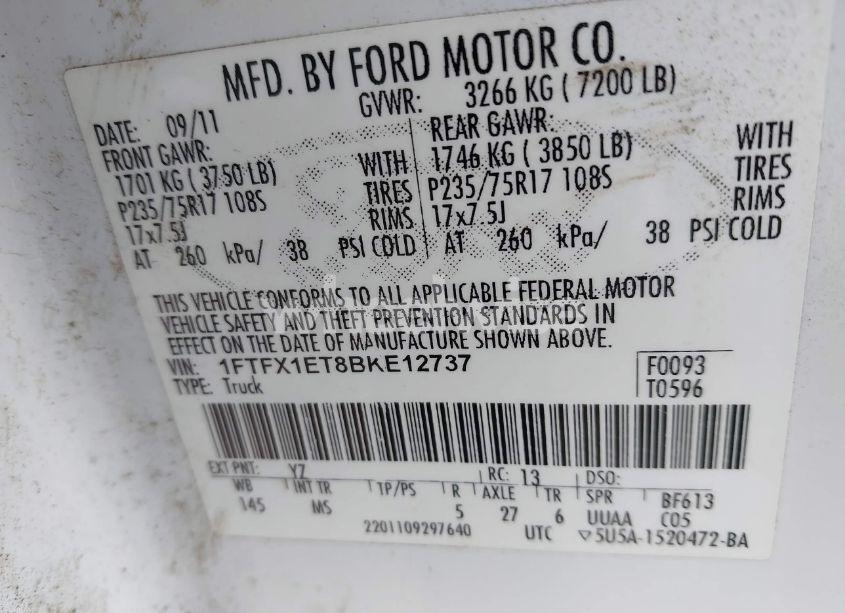 MFD. BY FORD MOTOR CO.
DATE: 09/11 GVWR: 3266 KG ( 7200 LB)
FRONT GAWR: REAR GAWR:
1701 KG ( 3750 LB) WITH 1746 KG ( 3850 LB) WITH
P235/75R17 108S TIRES P235/75R17 108S TIRES
17x7.5J RIMS 17x7.5J RIMS
AT 260 kPa/ 38 PSI COLD AT 260 kPa/ 38 PSI COLD
THIS VEHICLE CONFORMS TO ALL APPLICABLE FEDERAL MOTOR
VEHICLE SAFETY AND THEFT PREVENTION STANDARDS IN
EFFECT ON THE DATE OF MANUFACTURE SHOWN ABOVE.
VIN: 1FTFX1ET8BKE12737 F0093
TYPE: Truck T0596
EXT PNT: YZ RC: 13 DSO:
WB INT TR TP/PS R AXLE TR SPR BF613
145 MS 5 27 6 UUAA C05
2201109297640 UTC ▽5U5A-1520472-BA